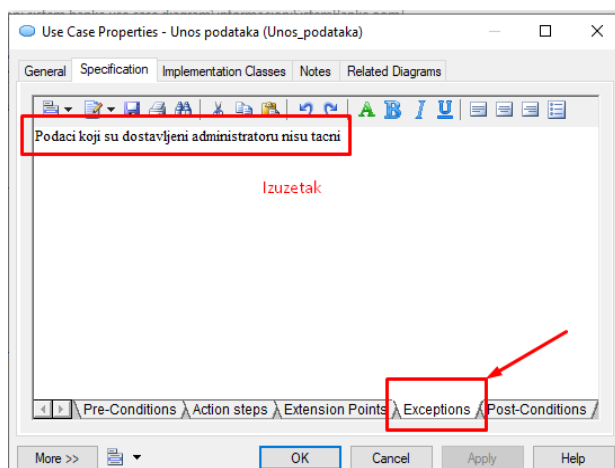 Use Case Properties - Unos podataka (Unos_podataka)
General Specification Implementation Classes Notes Related Diagrams
A B I U
Podaci koji su dostavljeni administratoru nisu tacni
Izuzetak
Pre-Conditions Action steps Extension Points Exceptions Post-Conditions
More >> OK Cancel Apply Help